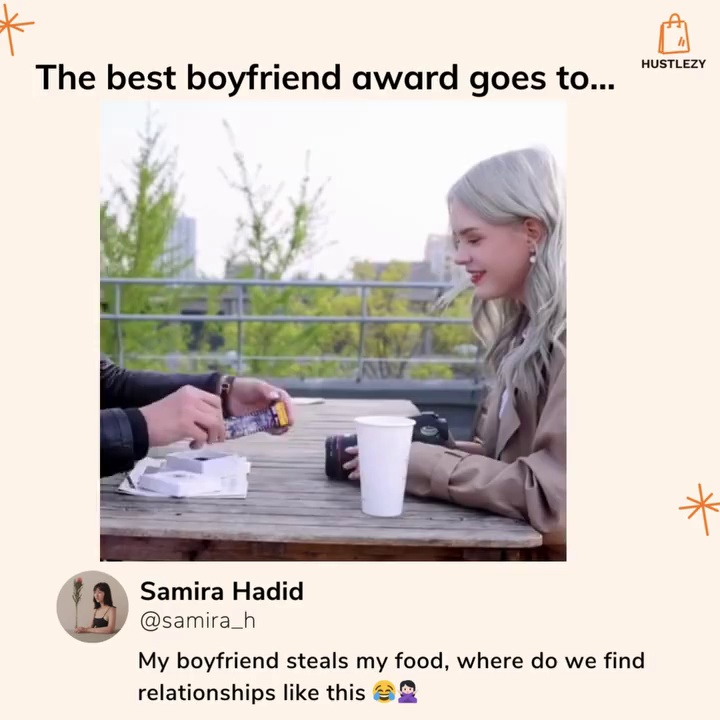 HUSTLEZY
The best boyfriend award goes to...
Samira Hadid
@samira_h
My boyfriend steals my food, where do we find
relationships like this 😂🤷🏻‍♀️